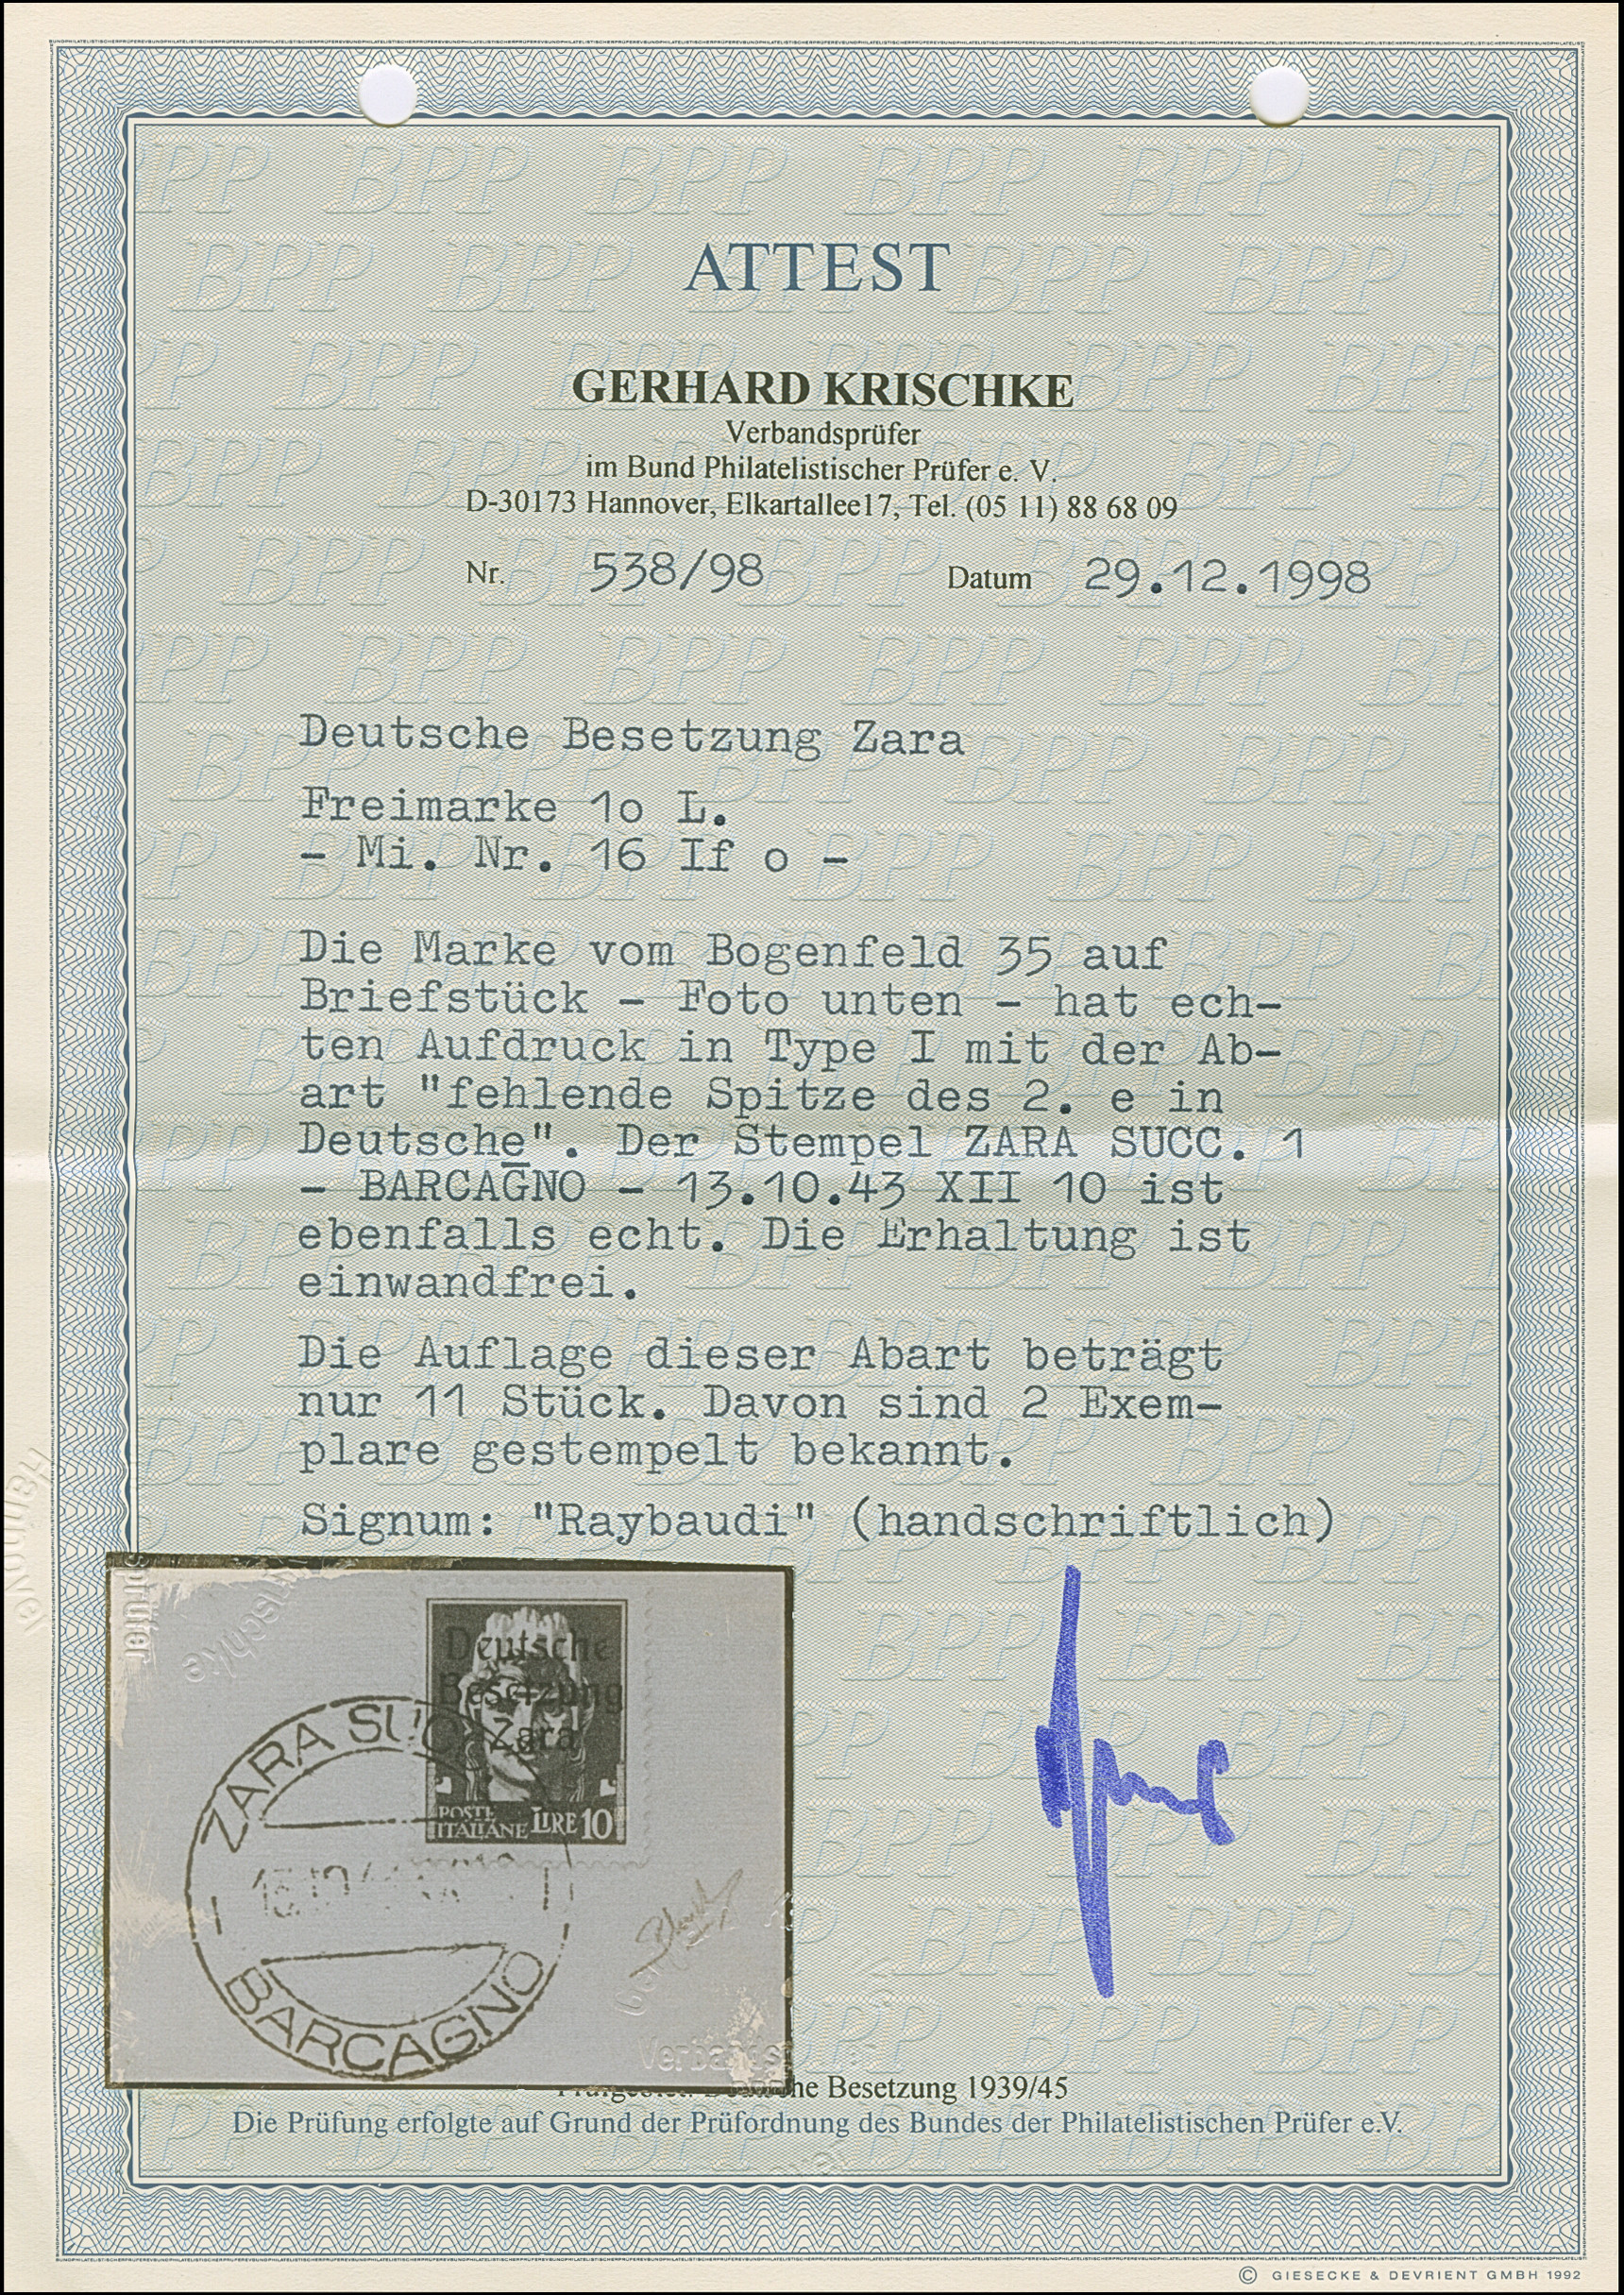 ATTEST
GERHARD KRISCHKE
Verbandsprüfer
im Bund Philatelistischer Prüfer e. V.
D-30173 Hannover, Elkartallee17, Tel. (05 11) 88 68 09
Nr. 538/98 Datum 29.12.1998
Deutsche Besetzung Zara
Freimarke 1o L.
- Mi. Nr. 16 If o -
Die Marke vom Bogenfeld 35 auf
Briefstück - Foto unten - hat ech-
ten Aufdruck in Type I mit der Ab-
art "fehlende Spitze des 2. e in
Deutsche". Der Stempel ZARA SUCC. 1
- BARCAGNO - 13.10.43 XII 10 ist
ebenfalls echt. Die Erhaltung ist
einwandfrei.
Die Auflage dieser Abart beträgt
nur 11 Stück. Davon sind 2 Exem-
plare gestempelt bekannt.
Signum: "Raybaudi" (handschriftlich)
Deutsche
Besetzung
Zara
POSTE
ITALIANE LIRE 10
ZARA SUCC
BARCAGNO
Besetzung 1939/45
Die Prüfung erfolgte auf Grund der Prüfordnung des Bundes der Philatelistischen Prüfer e.V.
© GIESECKE & DEVRIENT GMBH 1992